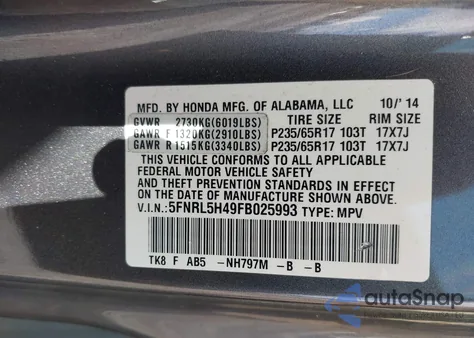 MFD. BY HONDA MFG. OF ALABAMA, LLC 10/'14
GVWR 2730KG(6019LBS) TIRE SIZE RIM SIZE
GAWR F 1320KG(2910LBS) P235/65R17 103T 17X7J
GAWR R 1515KG(3340LBS) P235/65R17 103T 17X7J
THIS VEHICLE CONFORMS TO ALL APPLICABLE
FEDERAL MOTOR VEHICLE SAFETY
AND THEFT PREVENTION STANDARDS IN EFFECT
ON THE DATE OF MANUFACTURE SHOWN ABOVE.
V.I.N: 5FNRL5H49FB025993 TYPE: MPV
TK8 F AB5 -NH797M -B -B
autoSnap